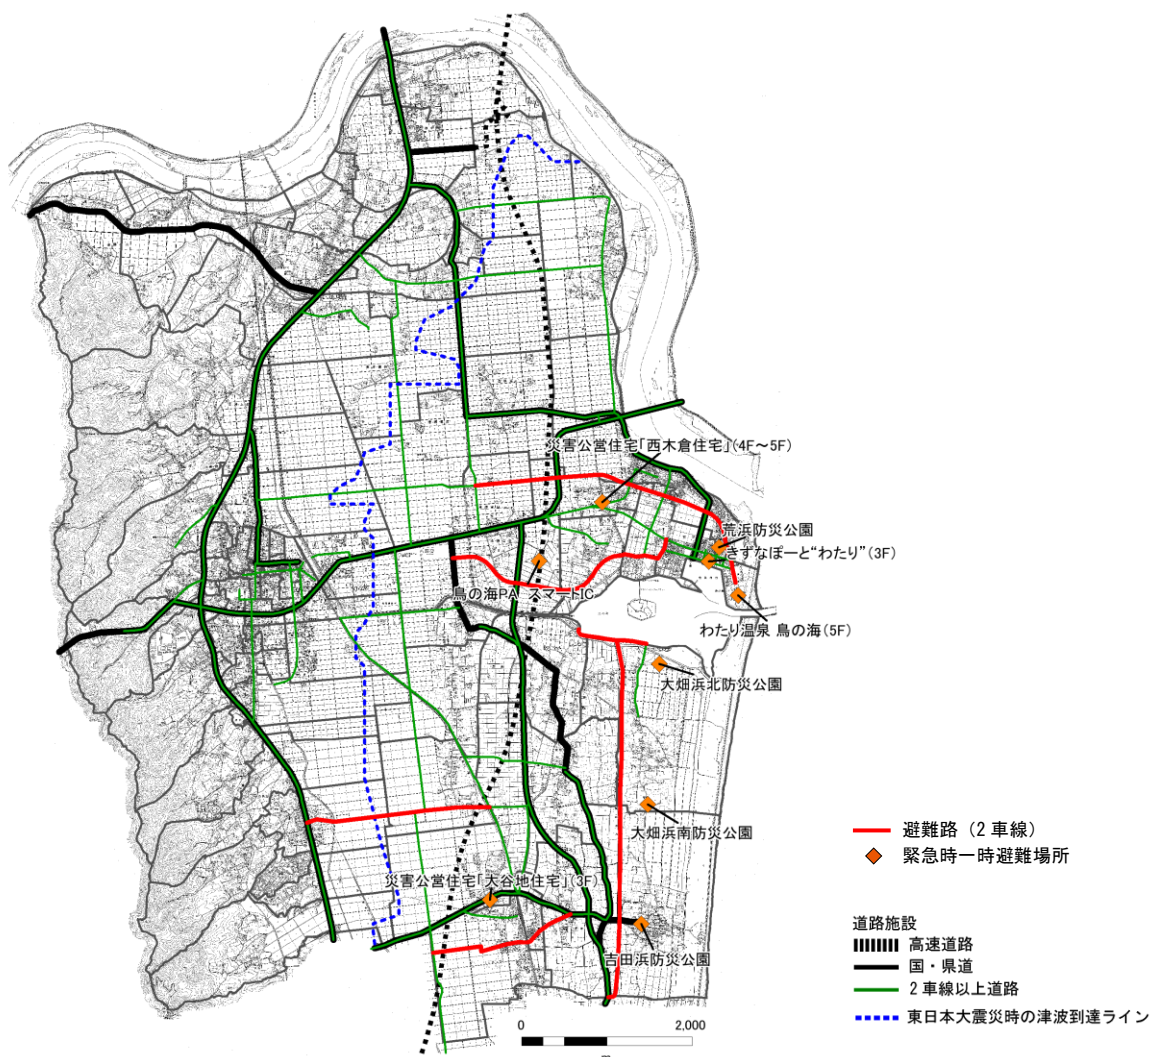 災害公営住宅「西木倉住宅」(4F～5F)
荒浜防災公園
きずなぽーと“わたり”(3F)
鳥の海PA　スマートIC
わたり温泉 鳥の海(5F)
大畑浜北防災公園
大畑浜南防災公園
災害公営住宅「大谷地住宅」(3F)
吉田浜防災公園
避難路（2車線）
緊急時一時避難場所
道路施設
高速道路
国・県道
2車線以上道路
東日本大震災時の津波到達ライン
0 2,000
m